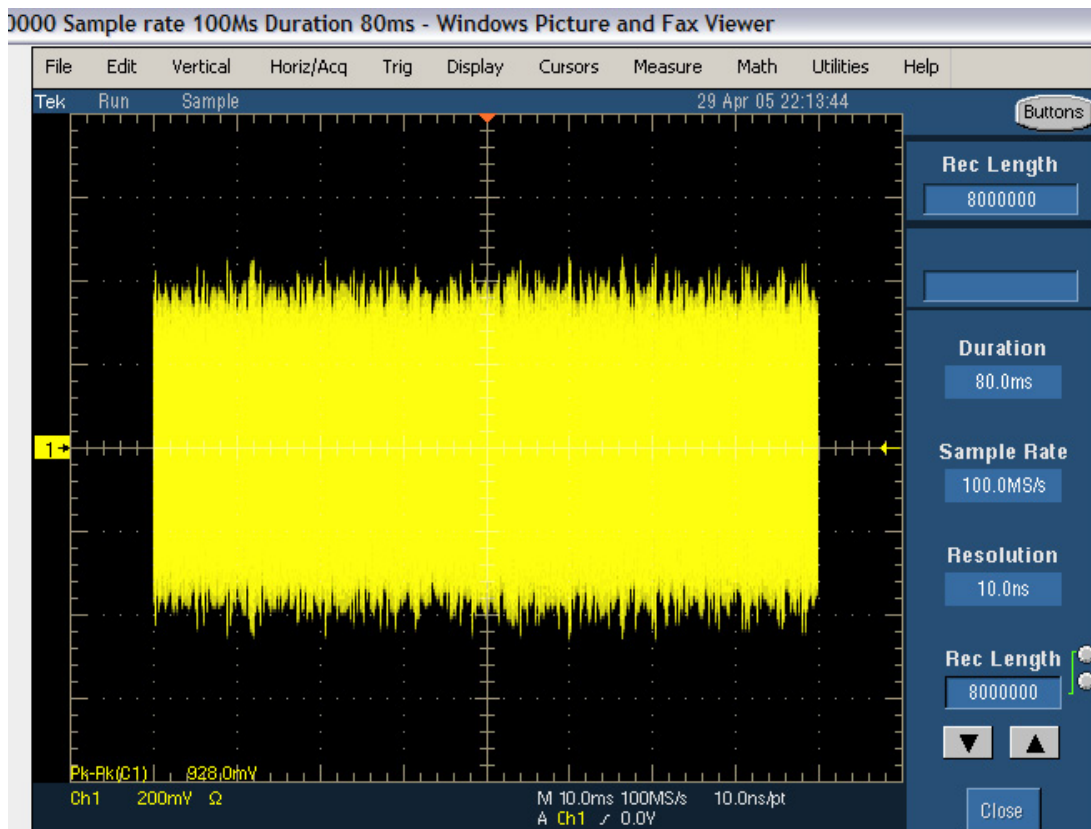 0000 Sample rate 100Ms Duration 80ms - Windows Picture and Fax Viewer
File Edit Vertical Horiz/Acq Trig Display Cursors Measure Math Utilities Help
Tek Run Sample 29 Apr 05 22:13:44
Buttons
Rec Length
8000000
Duration
80.0ms
1
Sample Rate
100.0MS/s
Resolution
10.0ns
Rec Length
8000000
Pk-Pk(C1) 928.0mV
Ch1 200mV Ω M 10.0ms 100MS/s 10.0ns/pt
A Ch1 ∕ 0.0V
Close